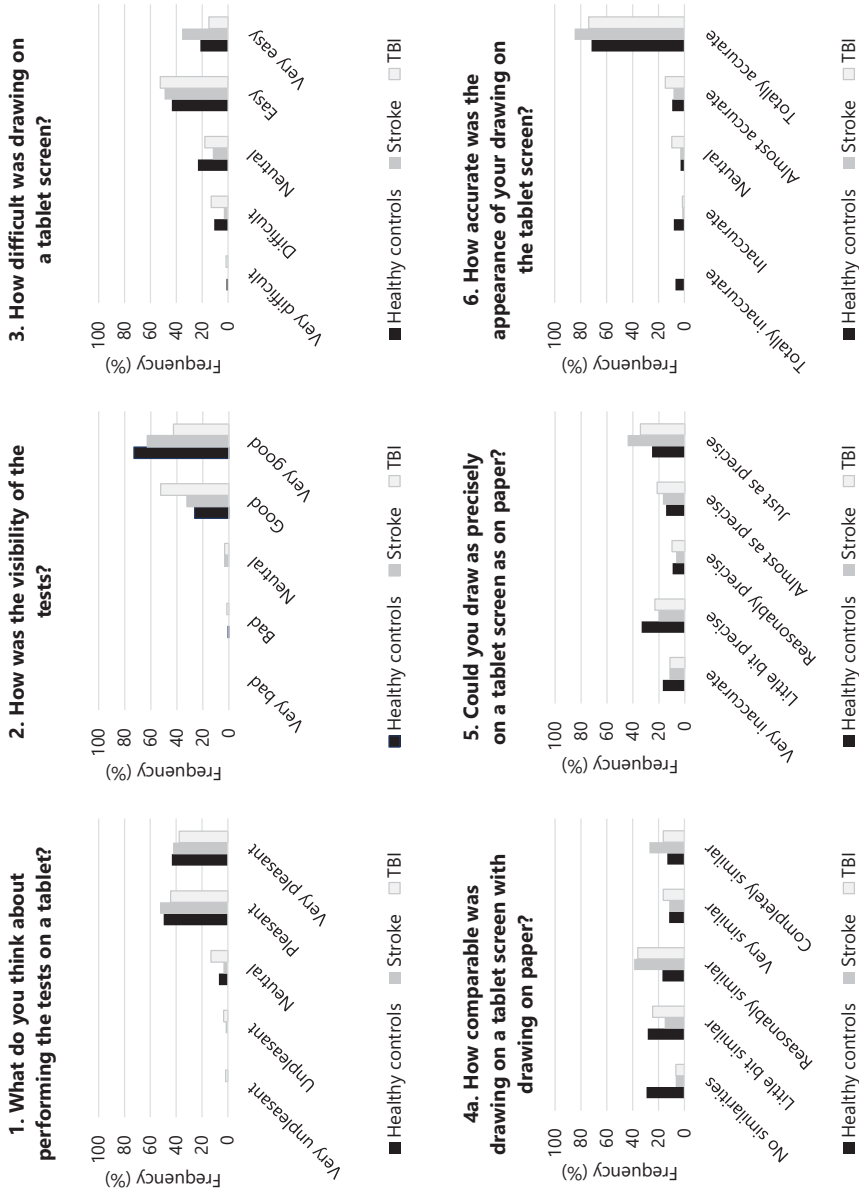 1. What do you think about
performing the tests on a tablet?
Frequency (%)
100
80
60
40
20
0
Very unpleasant
Unpleasant
Neutral
Pleasant
Very pleasant
Healthy controls Stroke TBI
2. How was the visibility of the
tests?
Frequency (%)
100
80
60
40
20
0
Very bad
Bad
Neutral
Good
Very good
Healthy controls Stroke TBI
3. How difficult was drawing on
a tablet screen?
Frequency (%)
100
80
60
40
20
0
Very difficult
Difficult
Neutral
Easy
Very easy
Healthy controls Stroke TBI
4a. How comparable was
drawing on a tablet screen with
drawing on paper?
Frequency (%)
100
80
60
40
20
0
No similarities
Little bit similar
Reasonably similar
Very similar
Completely similar
Healthy controls Stroke TBI
5. Could you draw as precisely
on a tablet screen as on paper?
Frequency (%)
100
80
60
40
20
0
Very inaccurate
Little bit precise
Reasonably precise
Almost as precise
Just as precise
Healthy controls Stroke TBI
6. How accurate was the
appearance of your drawing on
the tablet screen?
Frequency (%)
100
80
60
40
20
0
Totally inaccurate
Inaccurate
Neutral
Almost accurate
Totally accurate
Healthy controls Stroke TBI